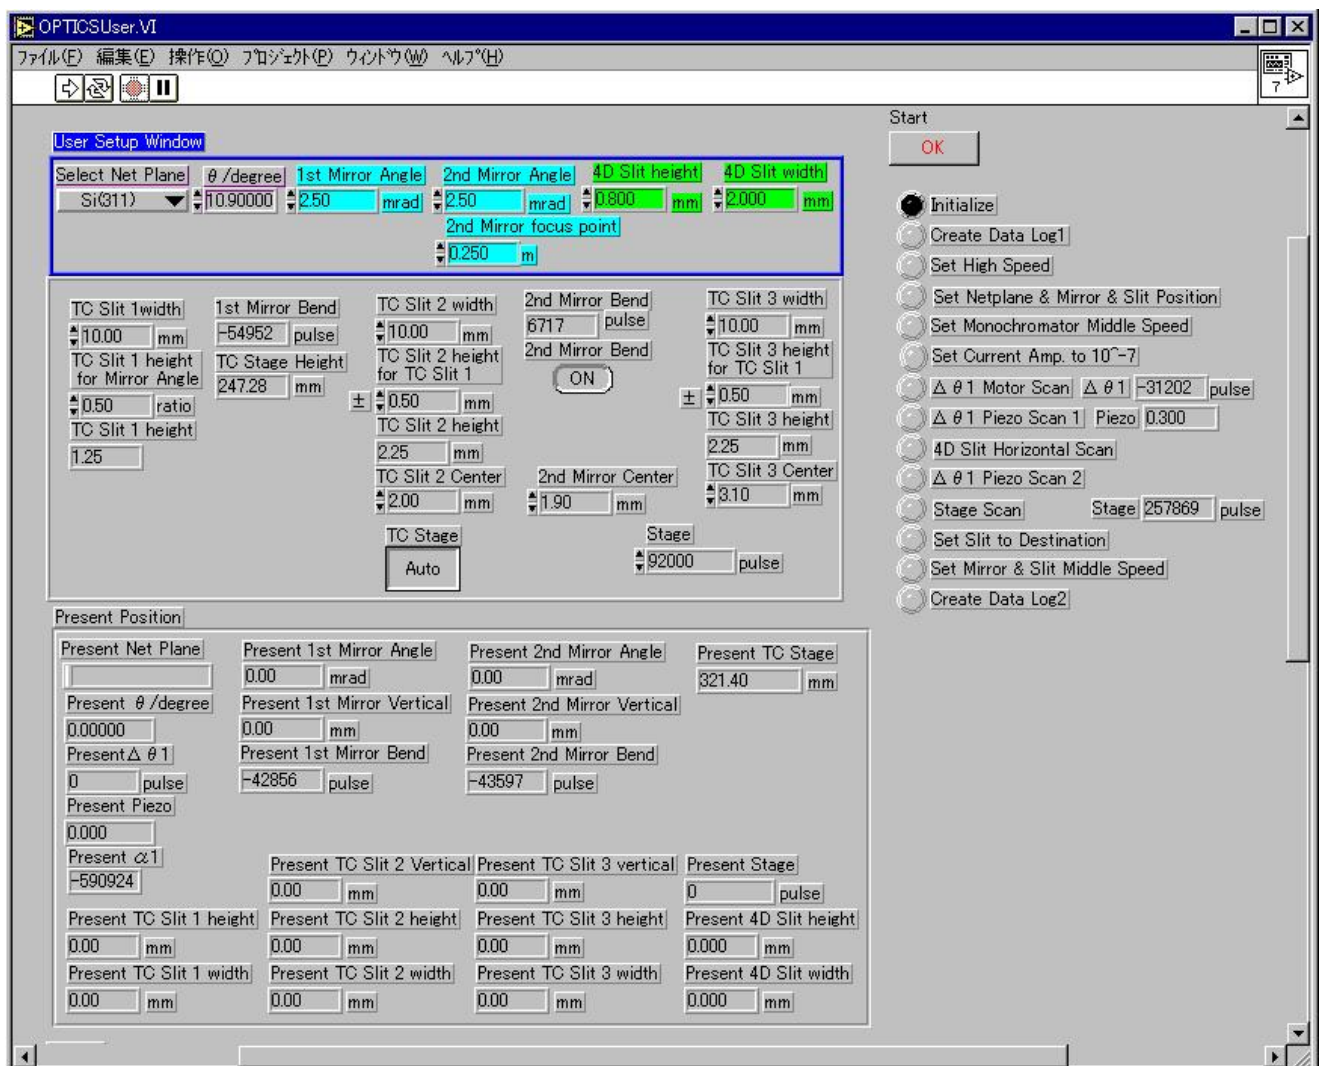 OPTICSUser.VI
ファイル(F) 編集(E) 操作(O) プロジェクト(P) ウィンドウ(W) ヘルプ(H)
7
Start
OK
User Setup Window
Select Net Plane θ/degree 1st Mirror Angle 2nd Mirror Angle 4D Slit height 4D Slit width
Si(311) 10.90000 2.50 mrad 2.50 mrad 0.800 mm 2.000 mm
2nd Mirror focus point
0.250 m
TC Slit 1width 1st Mirror Bend TC Slit 2 width 2nd Mirror Bend TC Slit 3 width
10.00 mm -54952 pulse 10.00 mm 6717 pulse 10.00 mm
TC Slit 1 height for Mirror Angle TC Stage Height TC Slit 2 height for TC Slit 1 2nd Mirror Bend TC Slit 3 height for TC Slit 1
0.50 ratio 247.28 mm ± 0.50 mm ON ± 0.50 mm
TC Slit 1 height TC Slit 2 height TC Slit 3 height
1.25 2.25 mm 2.25 mm
TC Slit 2 Center 2nd Mirror Center TC Slit 3 Center
2.00 mm 1.90 mm 3.10 mm
TC Stage Stage
Auto 92000 pulse
Initialize
Create Data Log1
Set High Speed
Set Netplane & Mirror & Slit Position
Set Monochromator Middle Speed
Set Current Amp. to 10^-7
Δθ1 Motor Scan Δθ1 -31202 pulse
Δθ1 Piezo Scan 1 Piezo 0.300
4D Slit Horizontal Scan
Δθ1 Piezo Scan 2
Stage Scan Stage 257869 pulse
Set Slit to Destination
Set Mirror & Slit Middle Speed
Create Data Log2
Present Position
Present Net Plane Present 1st Mirror Angle Present 2nd Mirror Angle Present TC Stage
0.00 mrad 0.00 mrad 321.40 mm
Present θ/degree Present 1st Mirror Vertical Present 2nd Mirror Vertical
0.00000 0.00 mm 0.00 mm
PresentΔθ1 Present 1st Mirror Bend Present 2nd Mirror Bend
0 pulse -42856 pulse -43597 pulse
Present Piezo
0.000
Present α1 Present TC Slit 2 Vertical Present TC Slit 3 vertical Present Stage
-590924 0.00 mm 0.00 mm 0 pulse
Present TC Slit 1 height Present TC Slit 2 height Present TC Slit 3 height Present 4D Slit height
0.00 mm 0.00 mm 0.00 mm 0.000 mm
Present TC Slit 1 width Present TC Slit 2 width Present TC Slit 3 width Present 4D Slit width
0.00 mm 0.00 mm 0.00 mm 0.000 mm